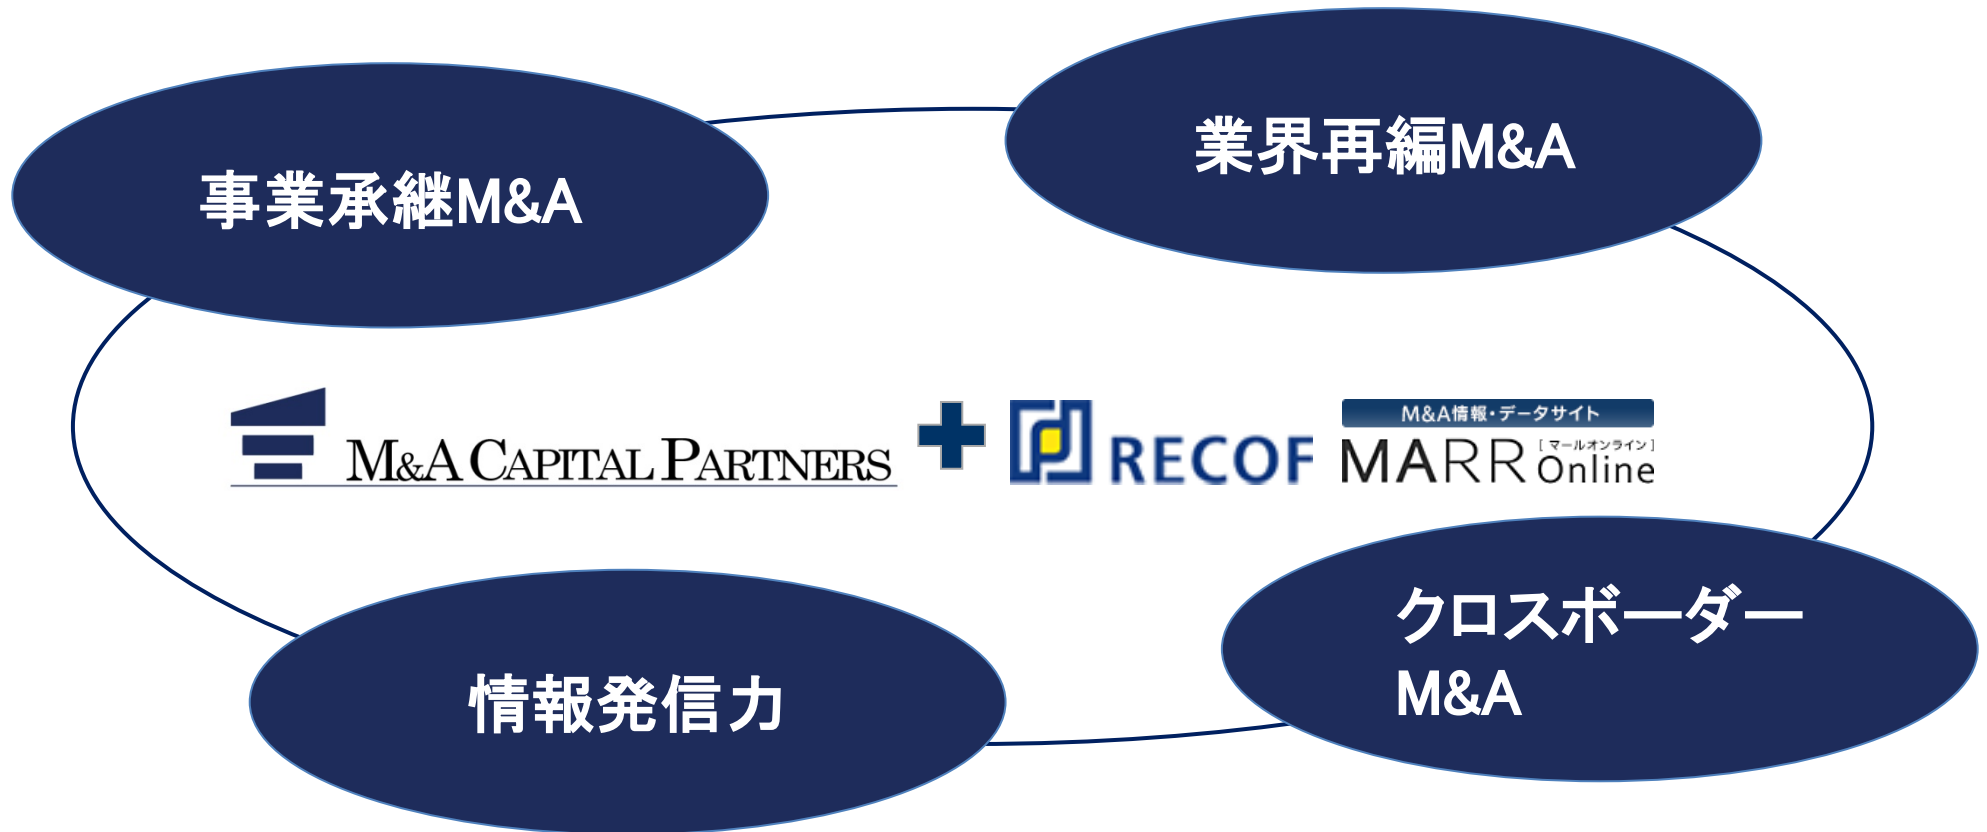 業界再編M&A
事業承継M&A
M&A CAPITAL PARTNERS
RECOF
M&A情報・データサイト
MARR Online
[マールオンライン]
クロスボーダー
M&A
情報発信力